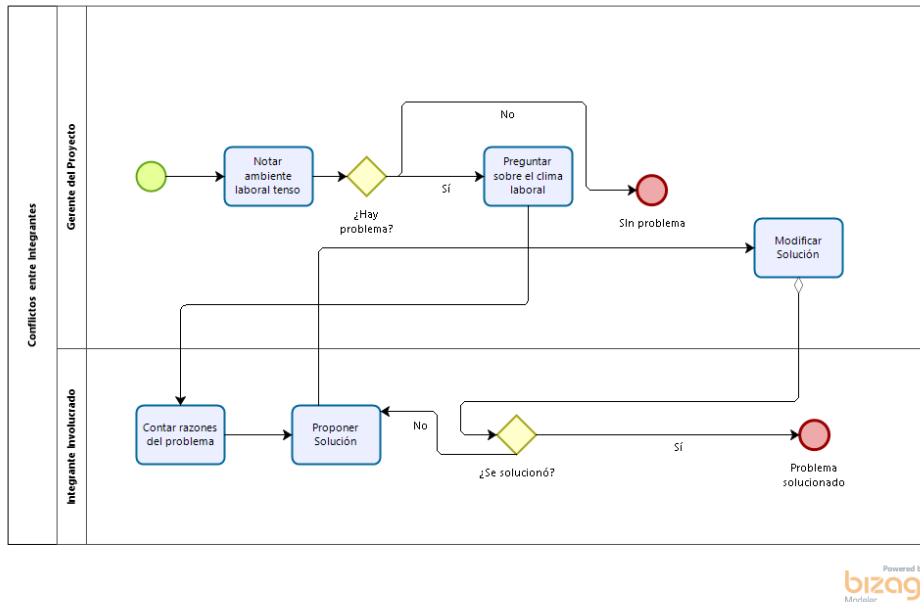 Conflictos entre Integrantes
Gerente del Proyecto
Notar
ambiente
laboral tenso
¿Hay
problema?
No
Sí
Preguntar
sobre el clima
laboral
SIn problema
Modificar
Solución
Integrante Involucrado
Contar razones
del problema
Proponer
Solución
No
¿Se solucionó?
Sí
Problema
solucionado
Powered b
bizag
Modeler